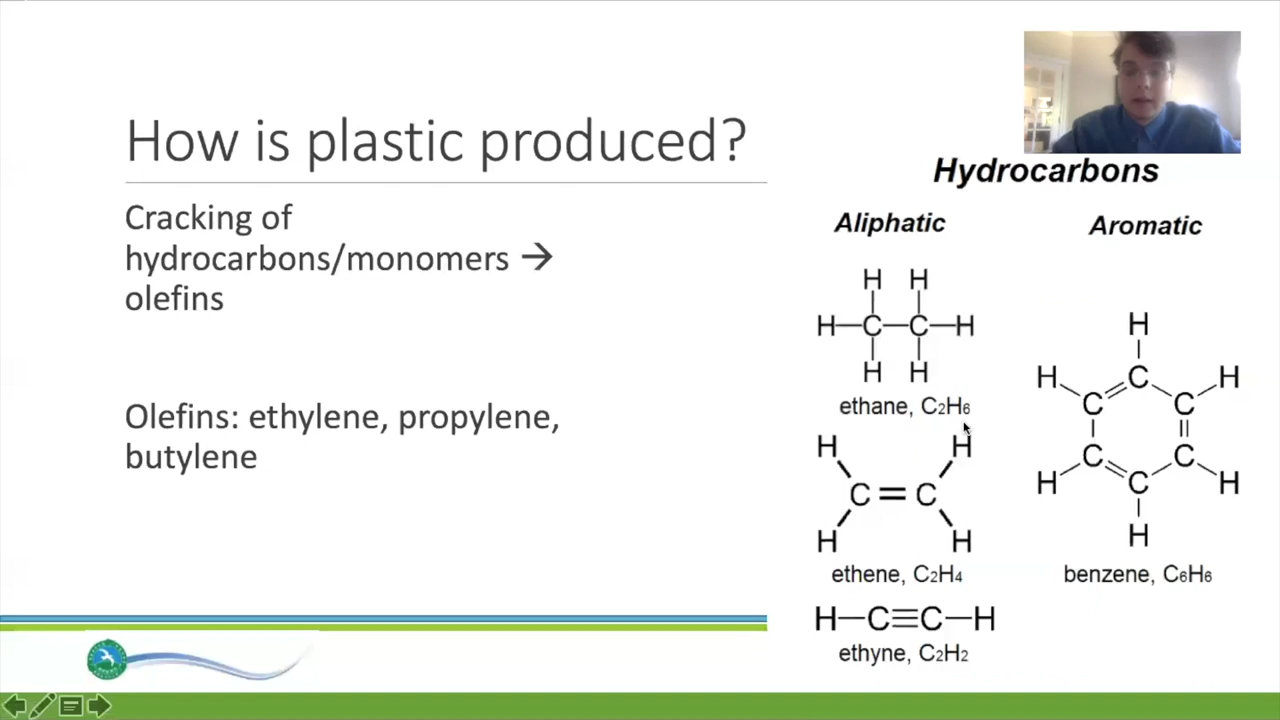 How is plastic produced?
Cracking of
hydrocarbons/monomers →
olefins
Olefins: ethylene, propylene,
butylene
Hydrocarbons
Aliphatic
Aromatic
H H
H—C—C—H
H H
ethane, C₂H₆
H H
C=C
H H
ethene, C₂H₄
H—C≡C—H
ethyne, C₂H₂
H
H C H
C C
C C
H C H
H
benzene, C₆H₆